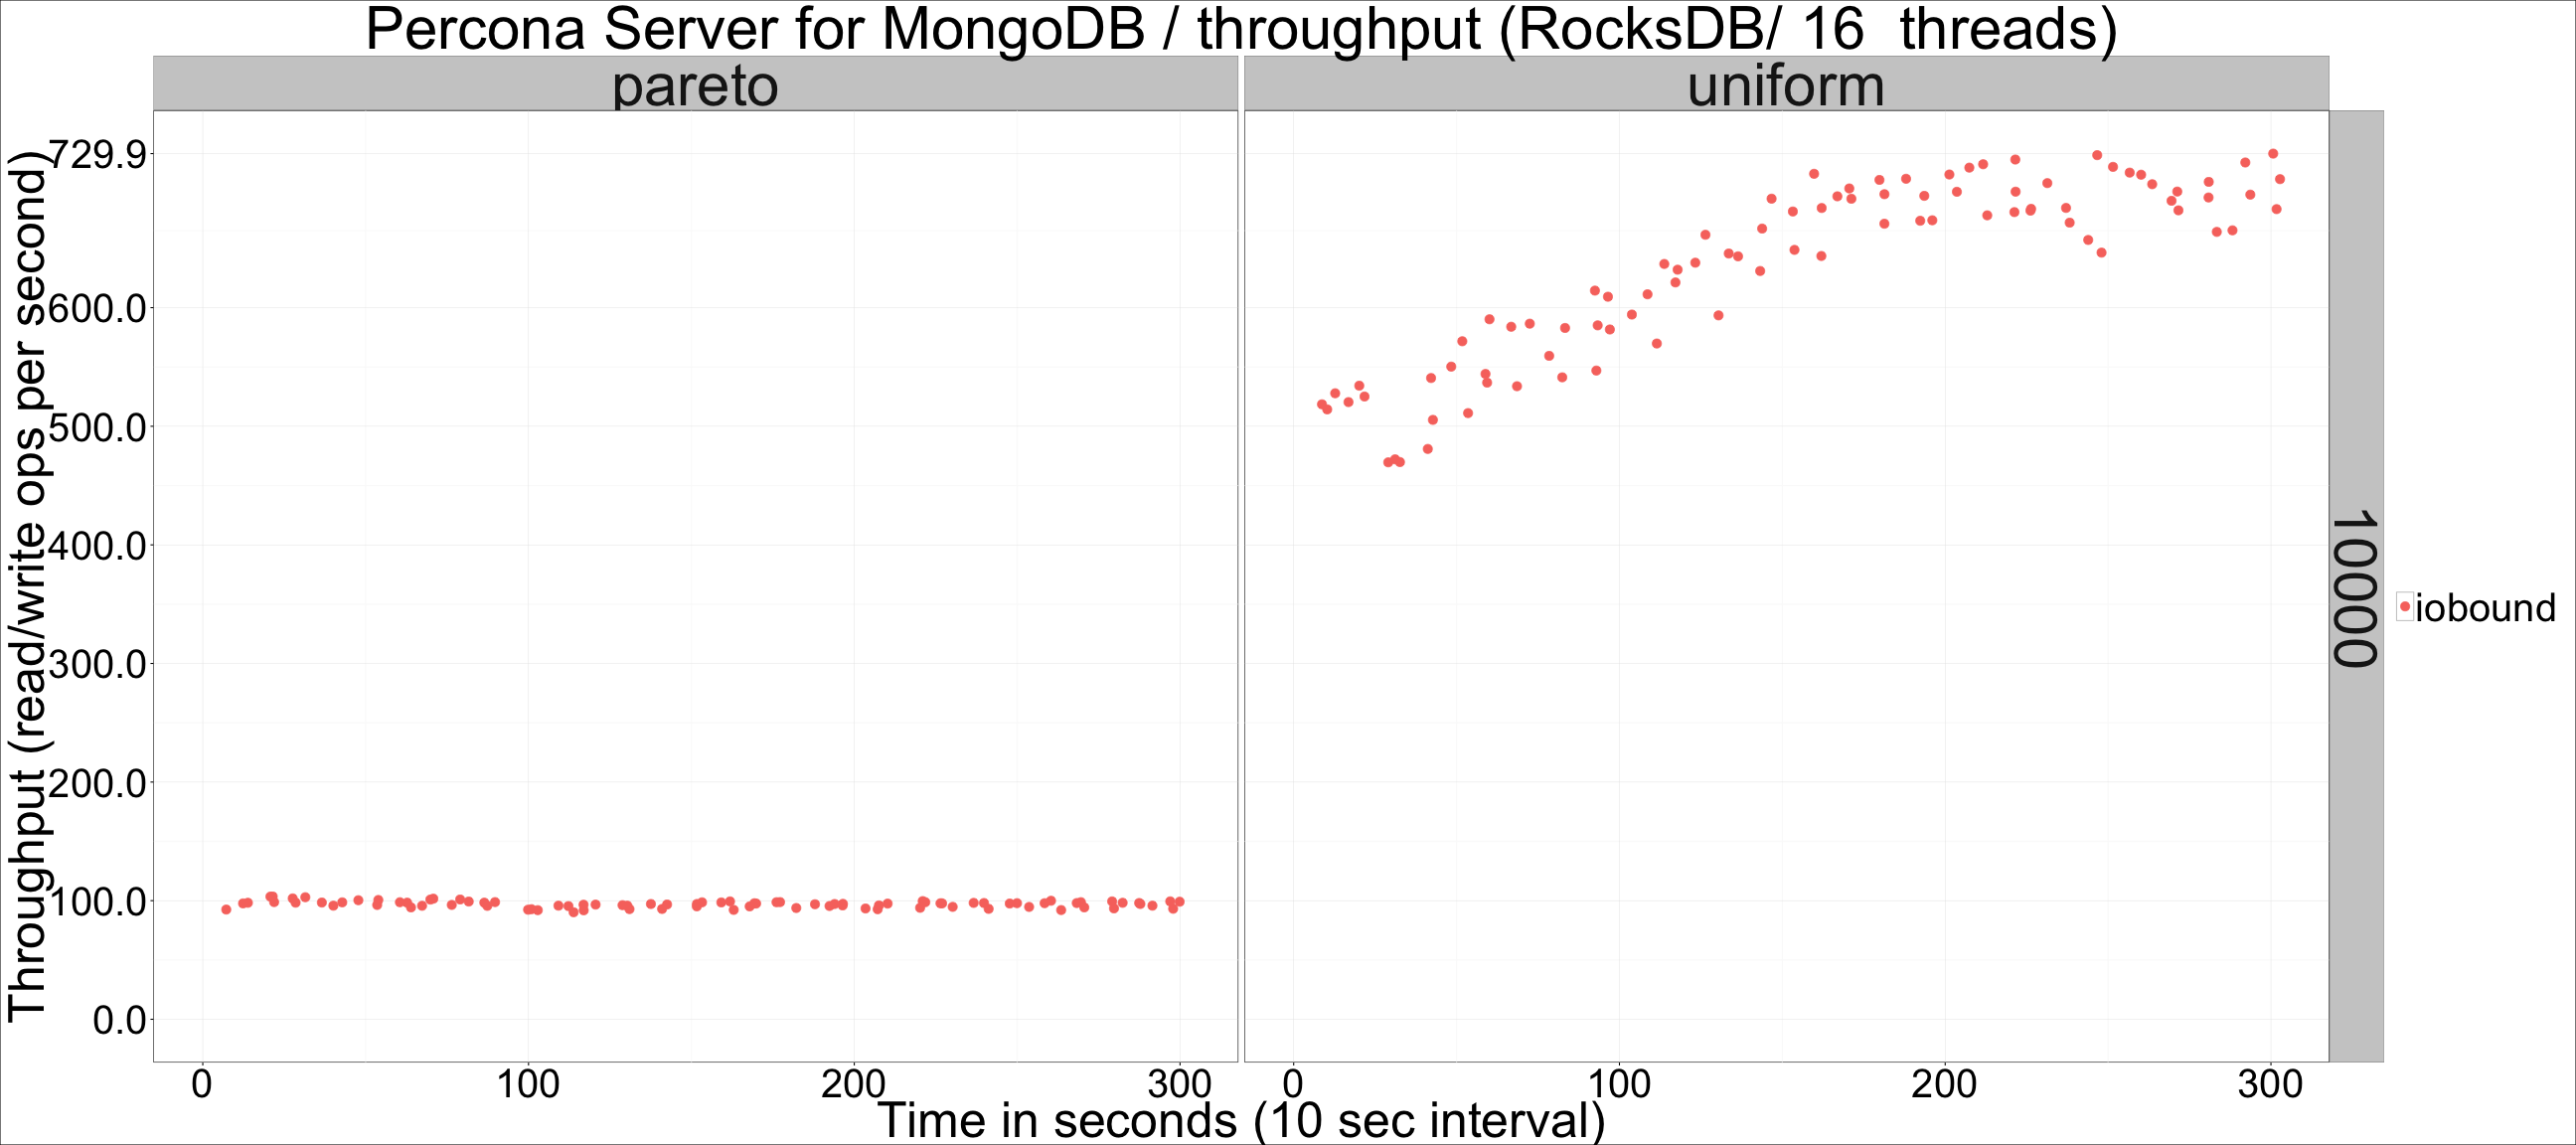 Percona Server for MongoDB / throughput (RocksDB/ 16  threads)
pareto
uniform
Throughput (read/write ops per second)
729.9
600.0
500.0
400.0
300.0
200.0
100.0
0.0
10000
iobound
0 100 200 300
0 100 200 300
Time in seconds (10 sec interval)